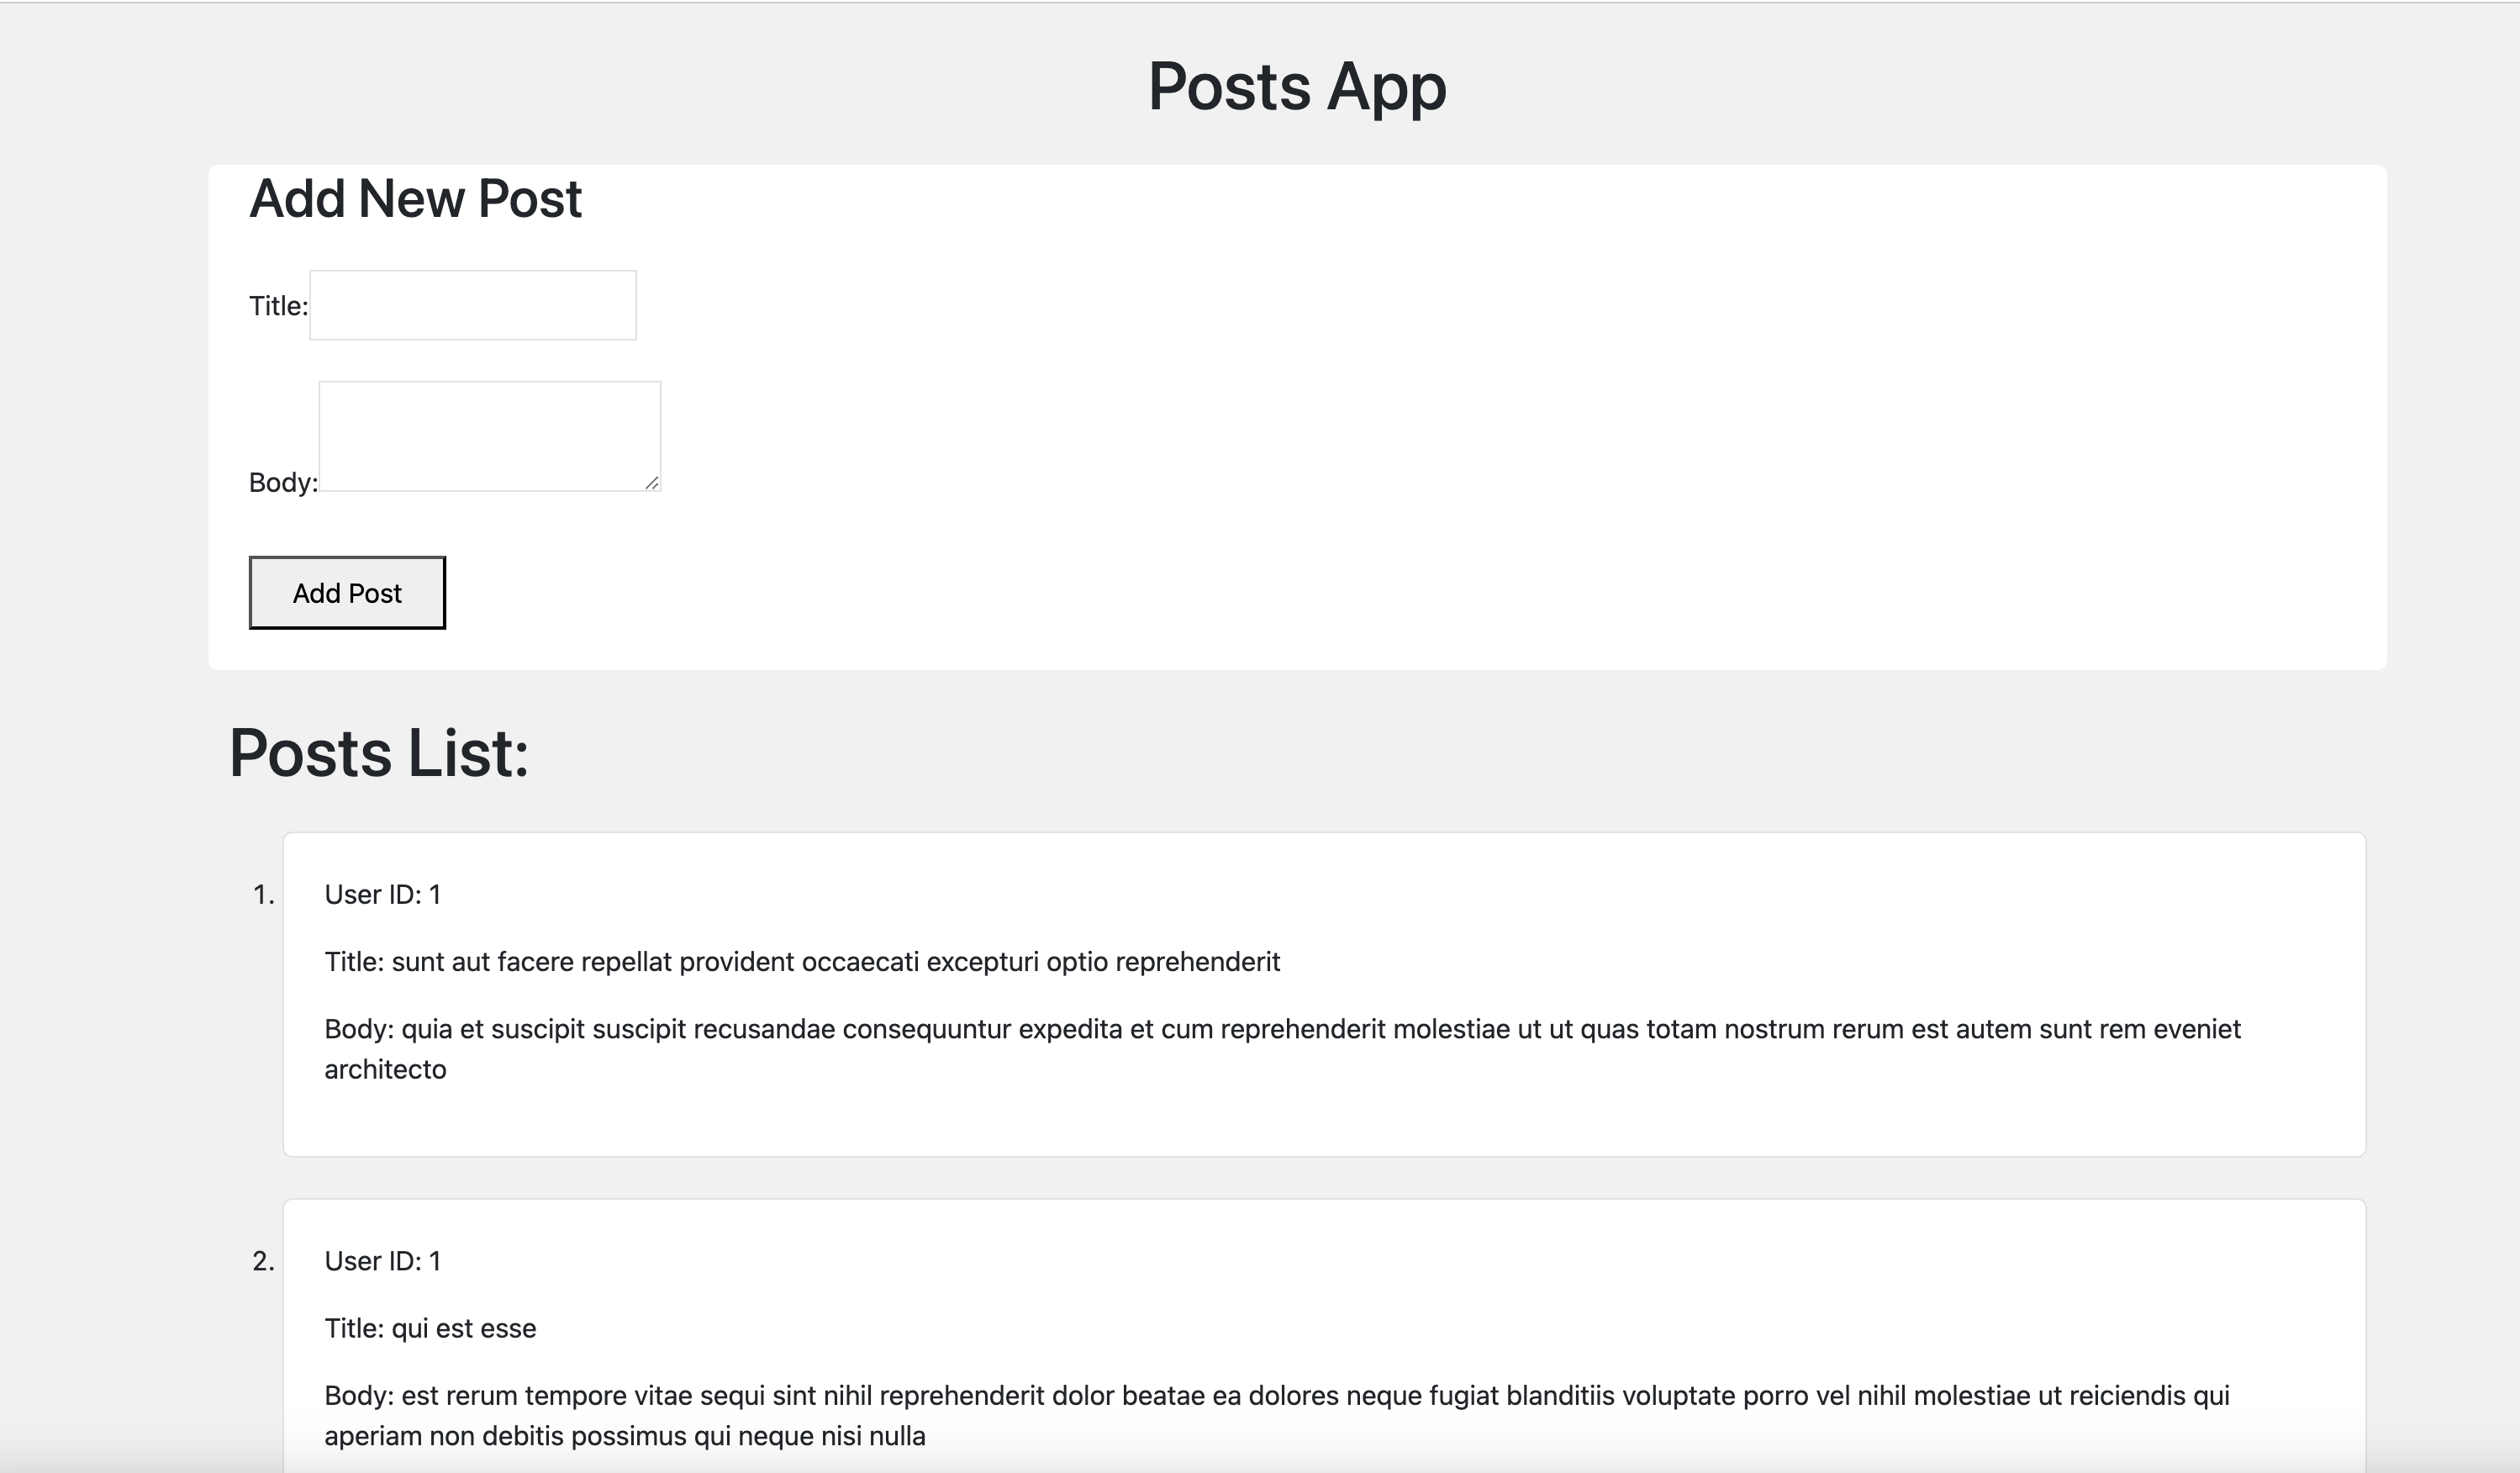 Posts App
Add New Post
Title:
Body:
Add Post
Posts List:
1. User ID: 1
Title: sunt aut facere repellat provident occaecati excepturi optio reprehenderit
Body: quia et suscipit suscipit recusandae consequuntur expedita et cum reprehenderit molestiae ut ut quas totam nostrum rerum est autem sunt rem eveniet
architecto
2. User ID: 1
Title: qui est esse
Body: est rerum tempore vitae sequi sint nihil reprehenderit dolor beatae ea dolores neque fugiat blanditiis voluptate porro vel nihil molestiae ut reiciendis qui
aperiam non debitis possimus qui neque nisi nulla